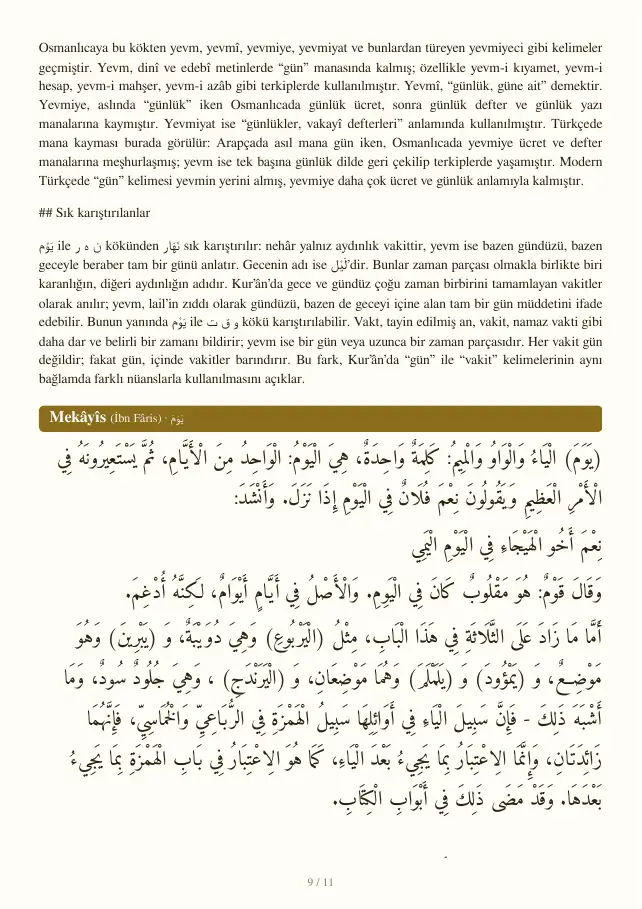 Osmanlıcaya bu kökten yevm, yevmî, yevmiye, yevmiyat ve bunlardan türeyen yevmiyeci gibi kelimeler
geçmiştir. Yevm, dinî ve edebî metinlerde “gün” manasında kalmış; özellikle yevm-i kıyamet, yevm-i
hesap, yevm-i mahşer, yevm-i azâb gibi terkiplerde kullanılmıştır. Yevmî, “günlük, güne ait” demektir.
Yevmiye, aslında “günlük” iken Osmanlıcada günlük ücret, sonra günlük defter ve günlük yazı
manalarına kaymıştır. Yevmiyat ise “günlükler, vakayî defterleri” anlamında kullanılmıştır. Türkçede
mana kayması burada görülür: Arapçada asıl mana gün iken, Osmanlıcada yevmiye ücret ve defter
manalarına meşhurlaşmış; yevm ise tek başına günlük dilde geri çekilip terkiplerde yaşamıştır. Modern
Türkçede “gün” kelimesi yevmin yerini almış, yevmiye daha çok ücret ve günlük anlamıyla kalmıştır.
## Sık karıştırılanlar
يَوْم ile ن ه ر kökünden نَهَار sık karıştırılır: nehâr yalnız aydınlık vakittir, yevm ise bazen gündüzü, bazen
geceyle beraber tam bir günü anlatır. Gecenin adı ise لَيْل’dir. Bunlar zaman parçası olmakla birlikte biri
karanlığın, diğeri aydınlığın adıdır. Kur’ân’da gece ve gündüz çoğu zaman birbirini tamamlayan vakitler
olarak anılır; yevm, lail’in zıddı olarak gündüzü, bazen de geceyi içine alan tam bir gün müddetini ifade
edebilir. Bunun yanında يَوْم ile و ق ت kökü karıştırılabilir. Vakt, tayin edilmiş an, vakit, namaz vakti gibi
daha dar ve belirli bir zamanı bildirir; yevm ise bir gün veya uzunca bir zaman parçasıdır. Her vakit gün
değildir; fakat gün, içinde vakitler barındırır. Bu fark, Kur’ân’da “gün” ile “vakit” kelimelerinin aynı
bağlamda farklı nüanslarla kullanılmasını açıklar.
Mekâyîs (İbn Fâris) · يَوَمَ
(يَوَمَ) الْيَاءُ وَالْوَاوُ وَالْمِيمُ: كَلِمَةٌ وَاحِدَةٌ، هِيَ الْيَوْمُ: الْوَاحِدُ مِنَ الْأَيَّامِ، ثُمَّ يَسْتَعِيرُونَهُ فِي
الْأَمْرِ الْعَظِيمِ وَيَقُولُونَ نِعْمَ فُلَانٌ فِي الْيَوْمِ إِذَا نَزَلَ. وَأَنْشَدَ:
نِعْمَ أَخُو الْهَيْجَاءِ فِي الْيَوْمِ الْيَمِي
وَقَالَ قَوْمٌ: هُوَ مَقْلُوبٌ كَانَ فِي الْيَوِمِ. وَالْأَصْلُ فِي أَيَّامٍ أَيْوَامٌ، لَكِنَّهُ أُدْغِمَ.
أَمَّا مَا زَادَ عَلَى الثَّلَاثَةِ فِي هَذَا الْبَابِ، مِثْلُ (الْيَرْبُوعِ) وَهِيَ دُوَيْبَةٌ، وَ (يَبْرِينَ) وَهُوَ
مَوْضِعٌ، وَ (يَمْؤُودَ) وَ (يَلَمْلَمَ) وَهُمَا مَوْضِعَانِ، وَ (الْيَرَنْدَجِ) ، وَهِيَ جُلُودٌ سُودٌ، وَمَا
أَشْبَهَ ذَلِكَ - فَإِنَّ سَبِيلَ الْيَاءِ فِي أَوَائِلِهَا سَبِيلُ الْهَمْزَةِ فِي الرُّبَاعِيِّ وَالْخُمَاسِيِّ، فَإِنَّهُمَا
زَائِدَتَانِ، وَإِنَّمَا الِاعْتِبَارُ بِمَا يَجِيءُ بَعْدَ الْيَاءِ، كَمَا هُوَ الِاعْتِبَارُ فِي بَابِ الْهَمْزَةِ بِمَا يَجِيءُ
بَعْدَهَا. وَقَدْ مَضَى ذَلِكَ فِي أَبْوَابِ الْكِتَابِ.
.
9 / 11